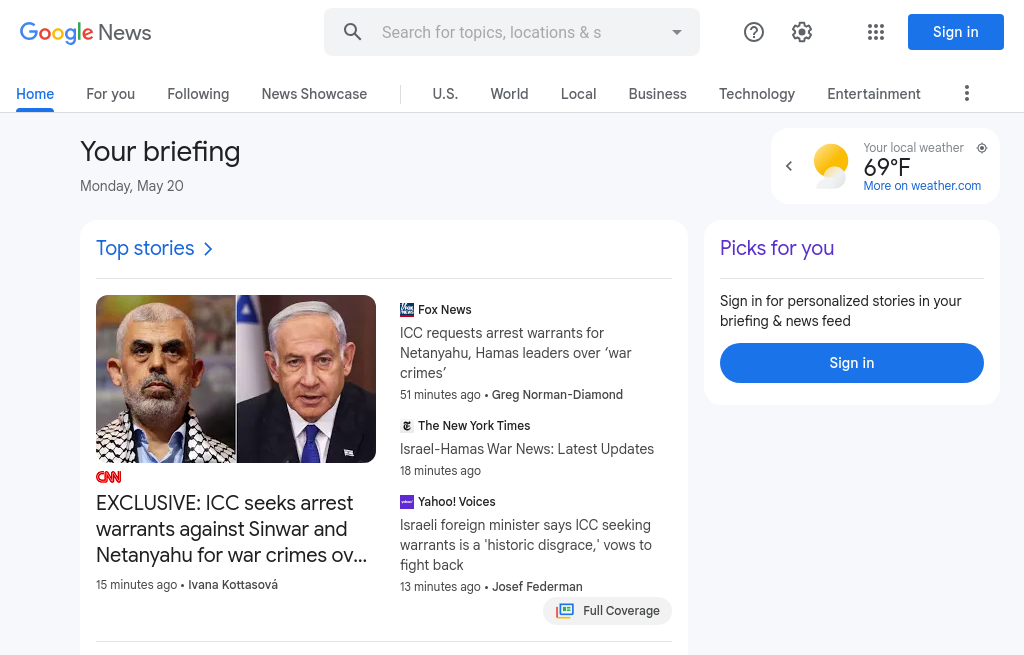 Google News
Search for topics, locations & s
Sign in
Home
For you
Following
News Showcase
U.S.
World
Local
Business
Technology
Entertainment
Your briefing
Monday, May 20
Your local weather
69°F
More on weather.com
Top stories
CNN
EXCLUSIVE: ICC seeks arrest
warrants against Sinwar and
Netanyahu for war crimes ov...
15 minutes ago • Ivana Kottasová
Fox News
ICC requests arrest warrants for
Netanyahu, Hamas leaders over ‘war
crimes’
51 minutes ago • Greg Norman-Diamond
The New York Times
Israel-Hamas War News: Latest Updates
18 minutes ago
Yahoo! Voices
Israeli foreign minister says ICC seeking
warrants is a 'historic disgrace,' vows to
fight back
13 minutes ago • Josef Federman
Full Coverage
Picks for you
Sign in for personalized stories in your
briefing & news feed
Sign in